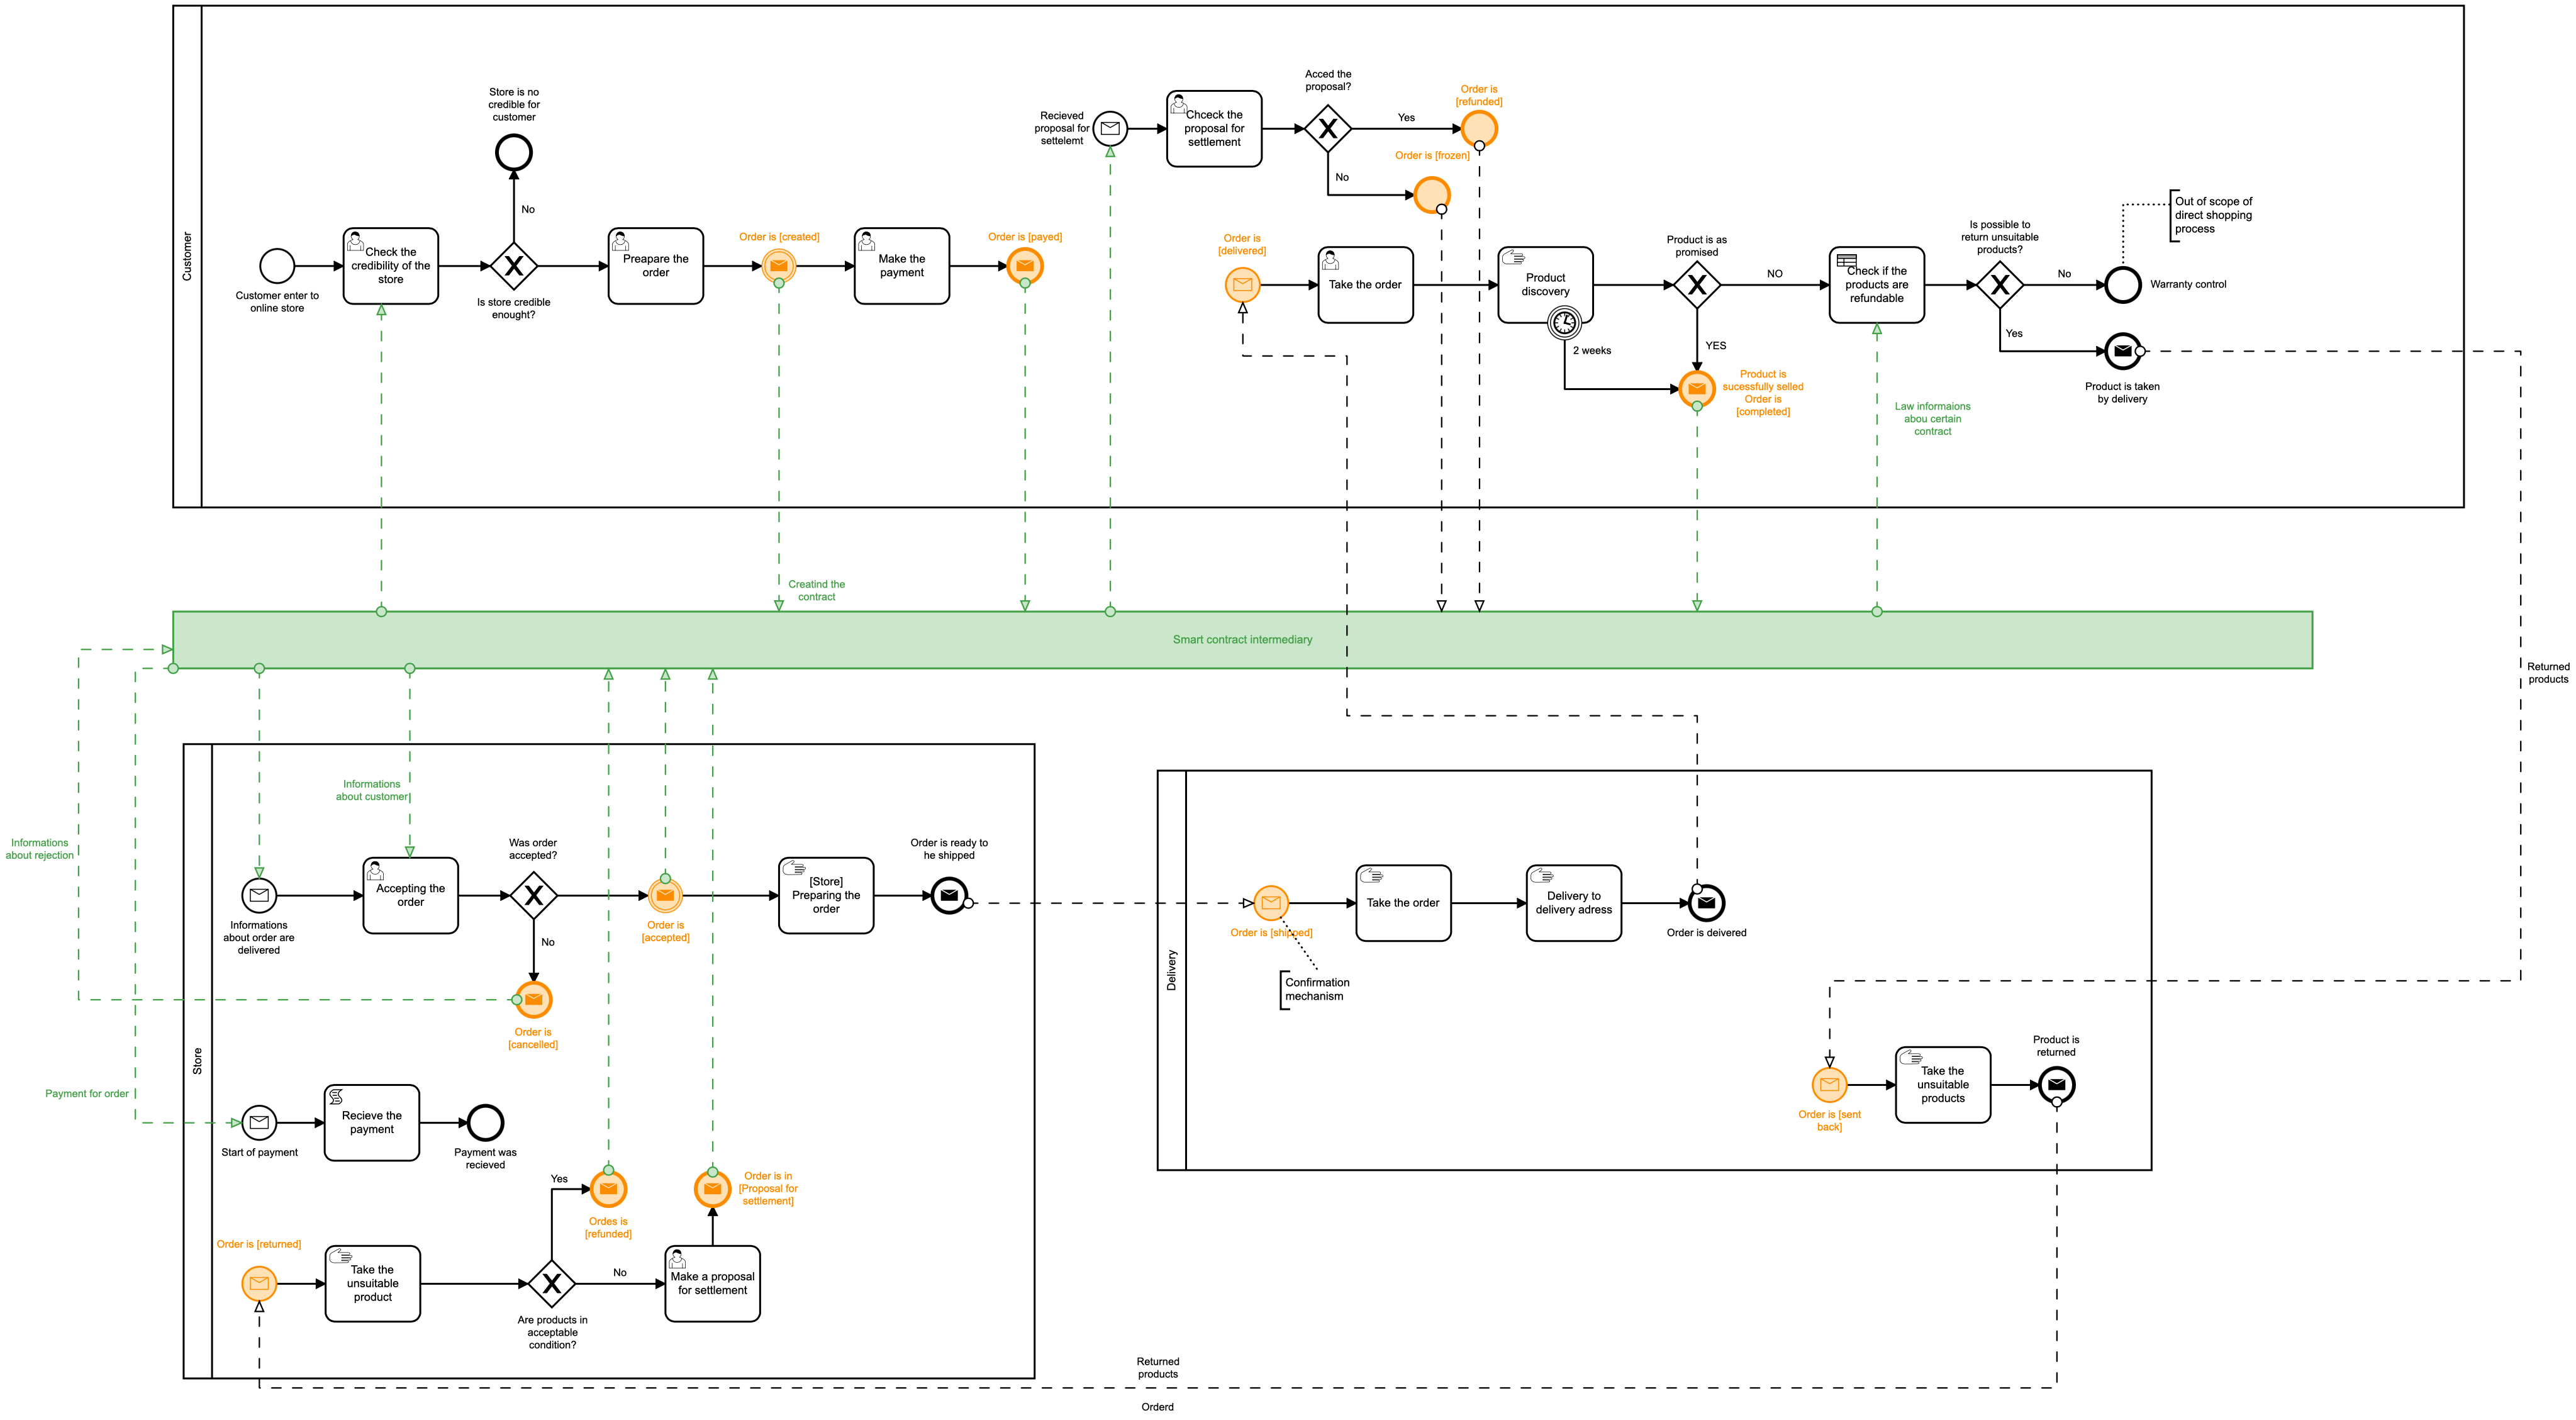 Customer
Store is no
credible for
customer
No
Customer enter to
online store
Check the
credibility of the
store
Is store credible
enought?
Preapare the
order
Order is [created]
Make the
payment
Order is [payed]
Recieved
proposal for
settelemt
Chceck the
proposal for
settlement
Acced the
proposal?
Yes
No
Order is
[refunded]
Order is [frozen]
Order is
[delivered]
Take the order
Product
discovery
2 weeks
Product is as
promised
NO
YES
Product is
sucessfully selled
Order is
[completed]
Check if the
products are
refundable
Law informaions
abou certain
contract
Is possible to
return unsuitable
products?
No
Yes
Out of scope of
direct shopping
process
Warranty control
Product is taken
by delivery
Creatind the
contract
Smart contract intermediary
Returned
products
Informations
about rejection
Payment for order
Store
Informations
about customer
Informations
about order are
delivered
Accepting the
order
Was order
accepted?
No
Order is
[cancelled]
Order is
[accepted]
[Store]
Preparing the
order
Order is ready to
he shipped
Start of payment
Recieve the
payment
Payment was
recieved
Order is [returned]
Take the
unsuitable
product
Are products in
acceptable
condition?
Yes
No
Ordes is
[refunded]
Make a proposal
for settlement
Order is in
[Proposal for
settlement]
Delivery
Order is [shipped]
Confirmation
mechanism
Take the order
Delivery to
delivery adress
Order is deivered
Order is [sent
back]
Take the
unsuitable
products
Product is
returned
Returned
products
Orderd